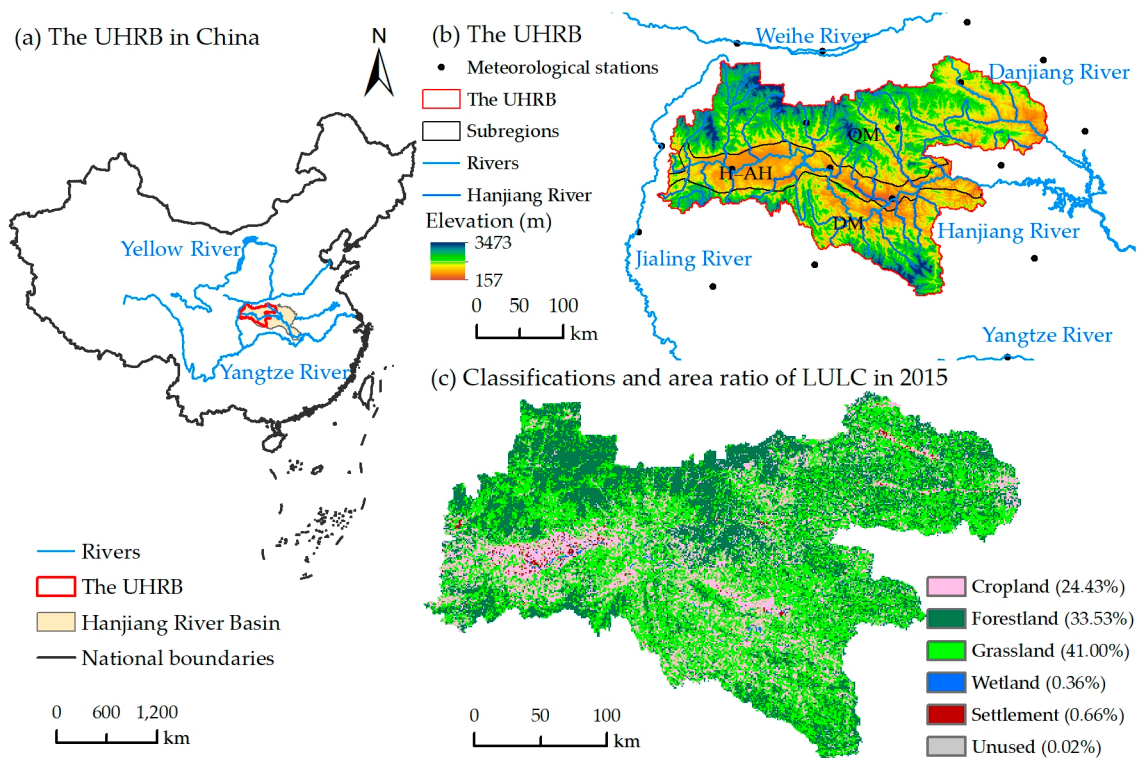 (a) The UHRB in China
N
Yellow River
Yangtze River
Rivers
The UHRB
Hanjiang River Basin
National boundaries
0 600 1,200
km
(b) The UHRB
Meteorological stations
The UHRB
Subregions
Rivers
Hanjiang River
Elevation (m)
3473
157
0 50 100
km
Weihe River
Danjiang River
QM
H-AH
DM
Hanjiang River
Jialing River
Yangtze River
(c) Classifications and area ratio of LULC in 2015
Cropland (24.43%)
Forestland (33.53%)
Grassland (41.00%)
Wetland (0.36%)
Settlement (0.66%)
Unused (0.02%)
0 50 100
km